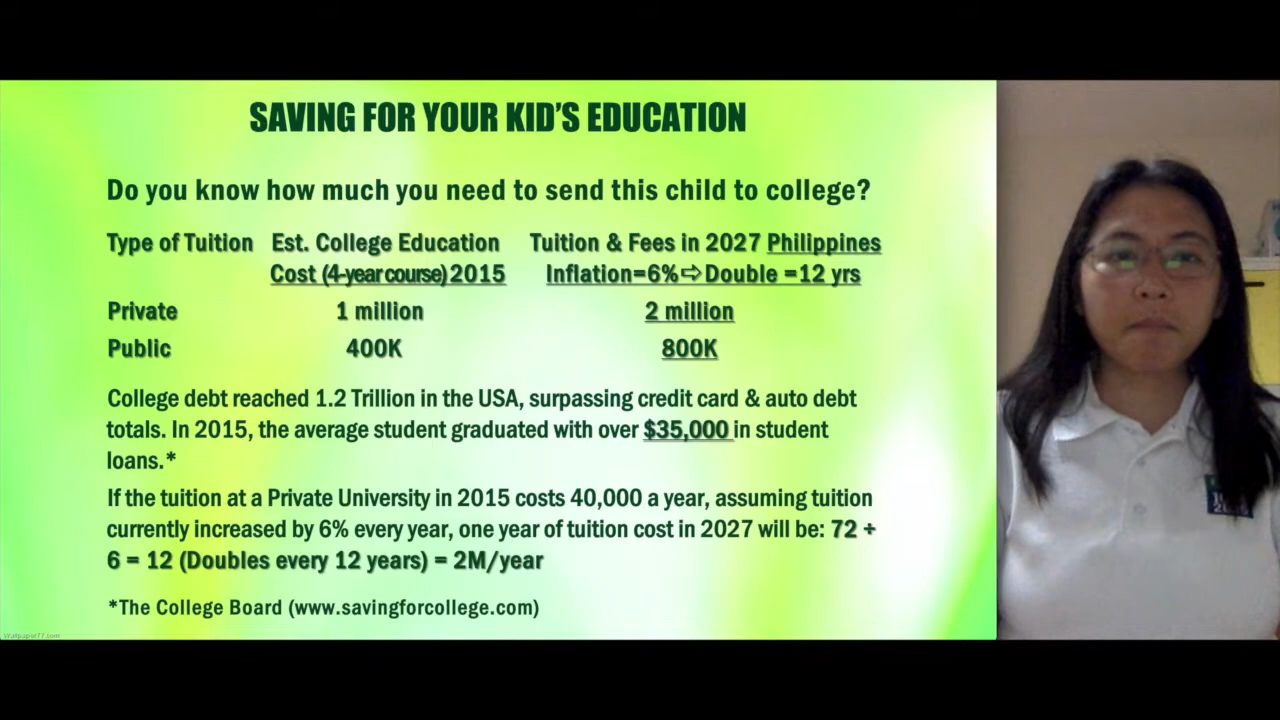 SAVING FOR YOUR KID'S EDUCATION
Do you know how much you need to send this child to college?
Type of Tuition Est. College Education Tuition & Fees in 2027 Philippines
Cost (4-year course) 2015 Inflation=6%⇨Double =12 yrs
Private 1 million 2 million
Public 400K 800K
College debt reached 1.2 Trillion in the USA, surpassing credit card & auto debt
totals. In 2015, the average student graduated with over $35,000 in student
loans.*
If the tuition at a Private University in 2015 costs 40,000 a year, assuming tuition
currently increased by 6% every year, one year of tuition cost in 2027 will be: 72 ÷
6 = 12 (Doubles every 12 years) = 2M/year
*The College Board (www.savingforcollege.com)
Wallpaper77.com